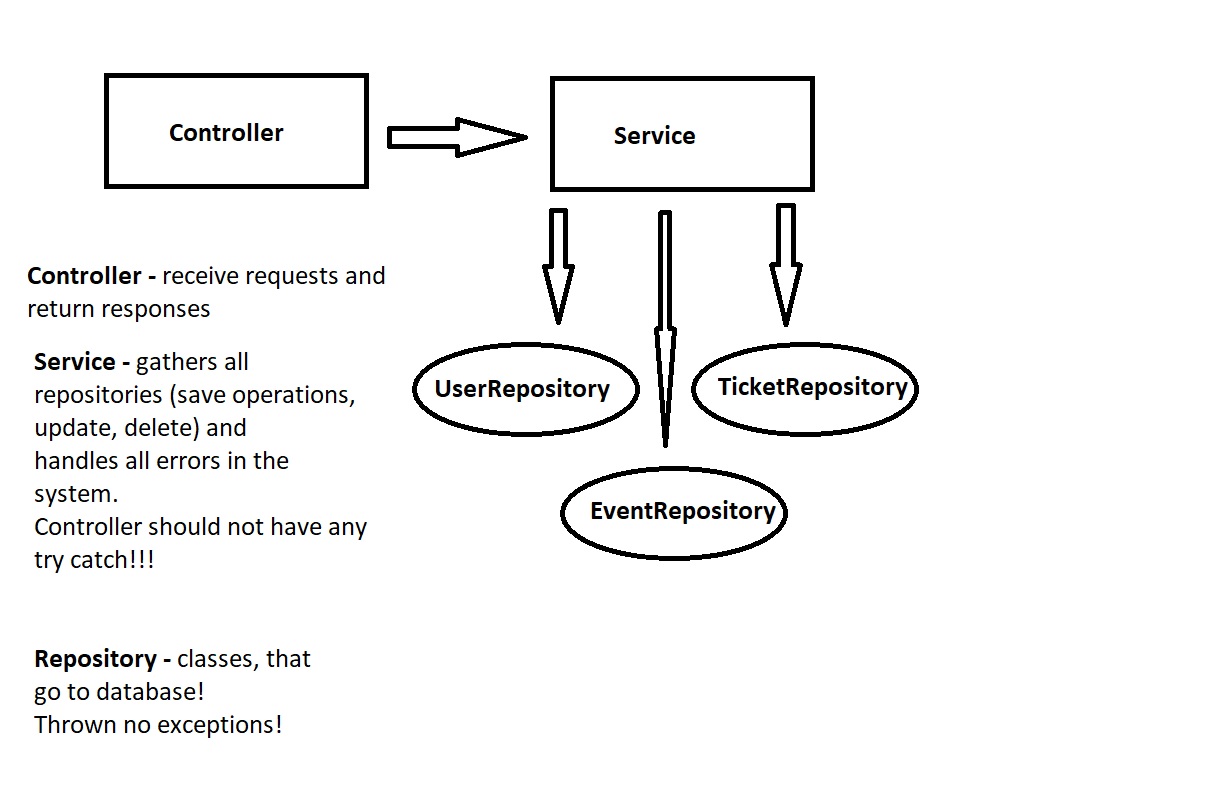 Controller
Service
Controller - receive requests and
return responses
Service - gathers all
repositories (save operations,
update, delete) and
handles all errors in the
system.
Controller should not have any
try catch!!!
UserRepository
TicketRepository
EventRepository
Repository - classes, that
go to database!
Thrown no exceptions!